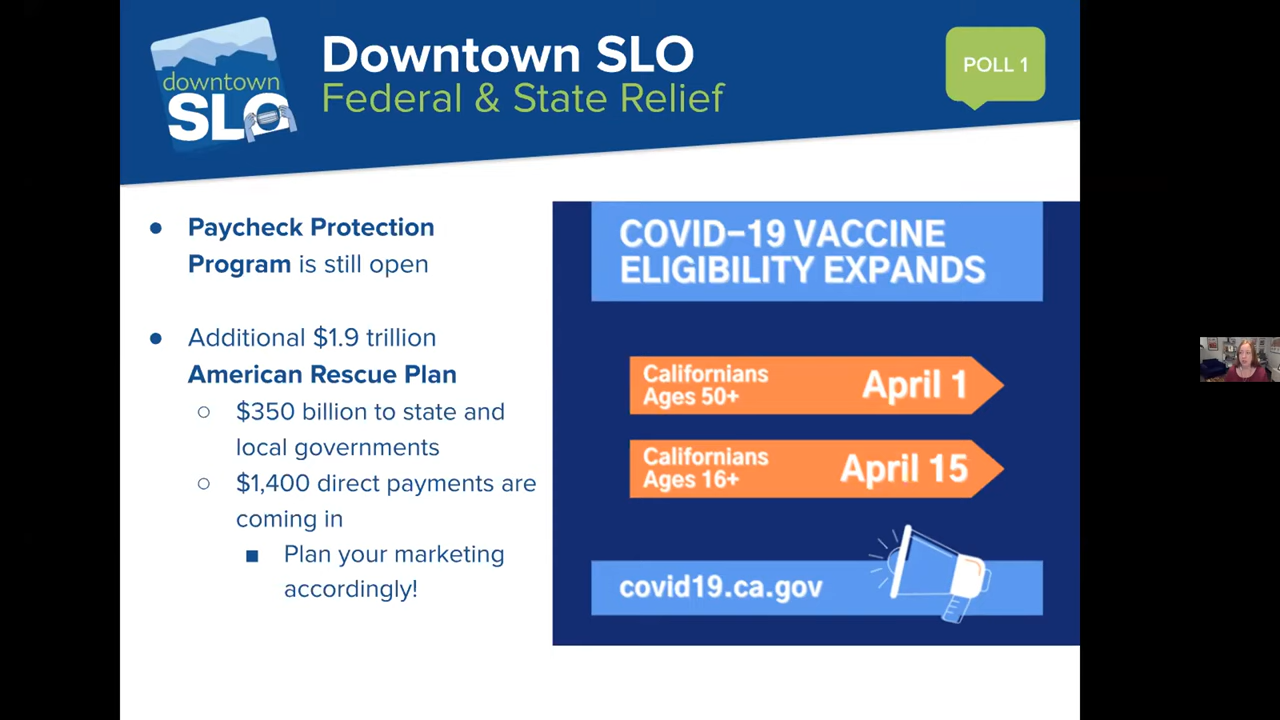 downtown
SLO
Downtown SLO
Federal & State Relief
POLL 1
● Paycheck Protection
Program is still open
● Additional $1.9 trillion
American Rescue Plan
○ $350 billion to state and
local governments
○ $1,400 direct payments are
coming in
■ Plan your marketing
accordingly!
COVID-19 VACCINE
ELIGIBILITY EXPANDS
Californians
Ages 50+
April 1
Californians
Ages 16+
April 15
covid19.ca.gov